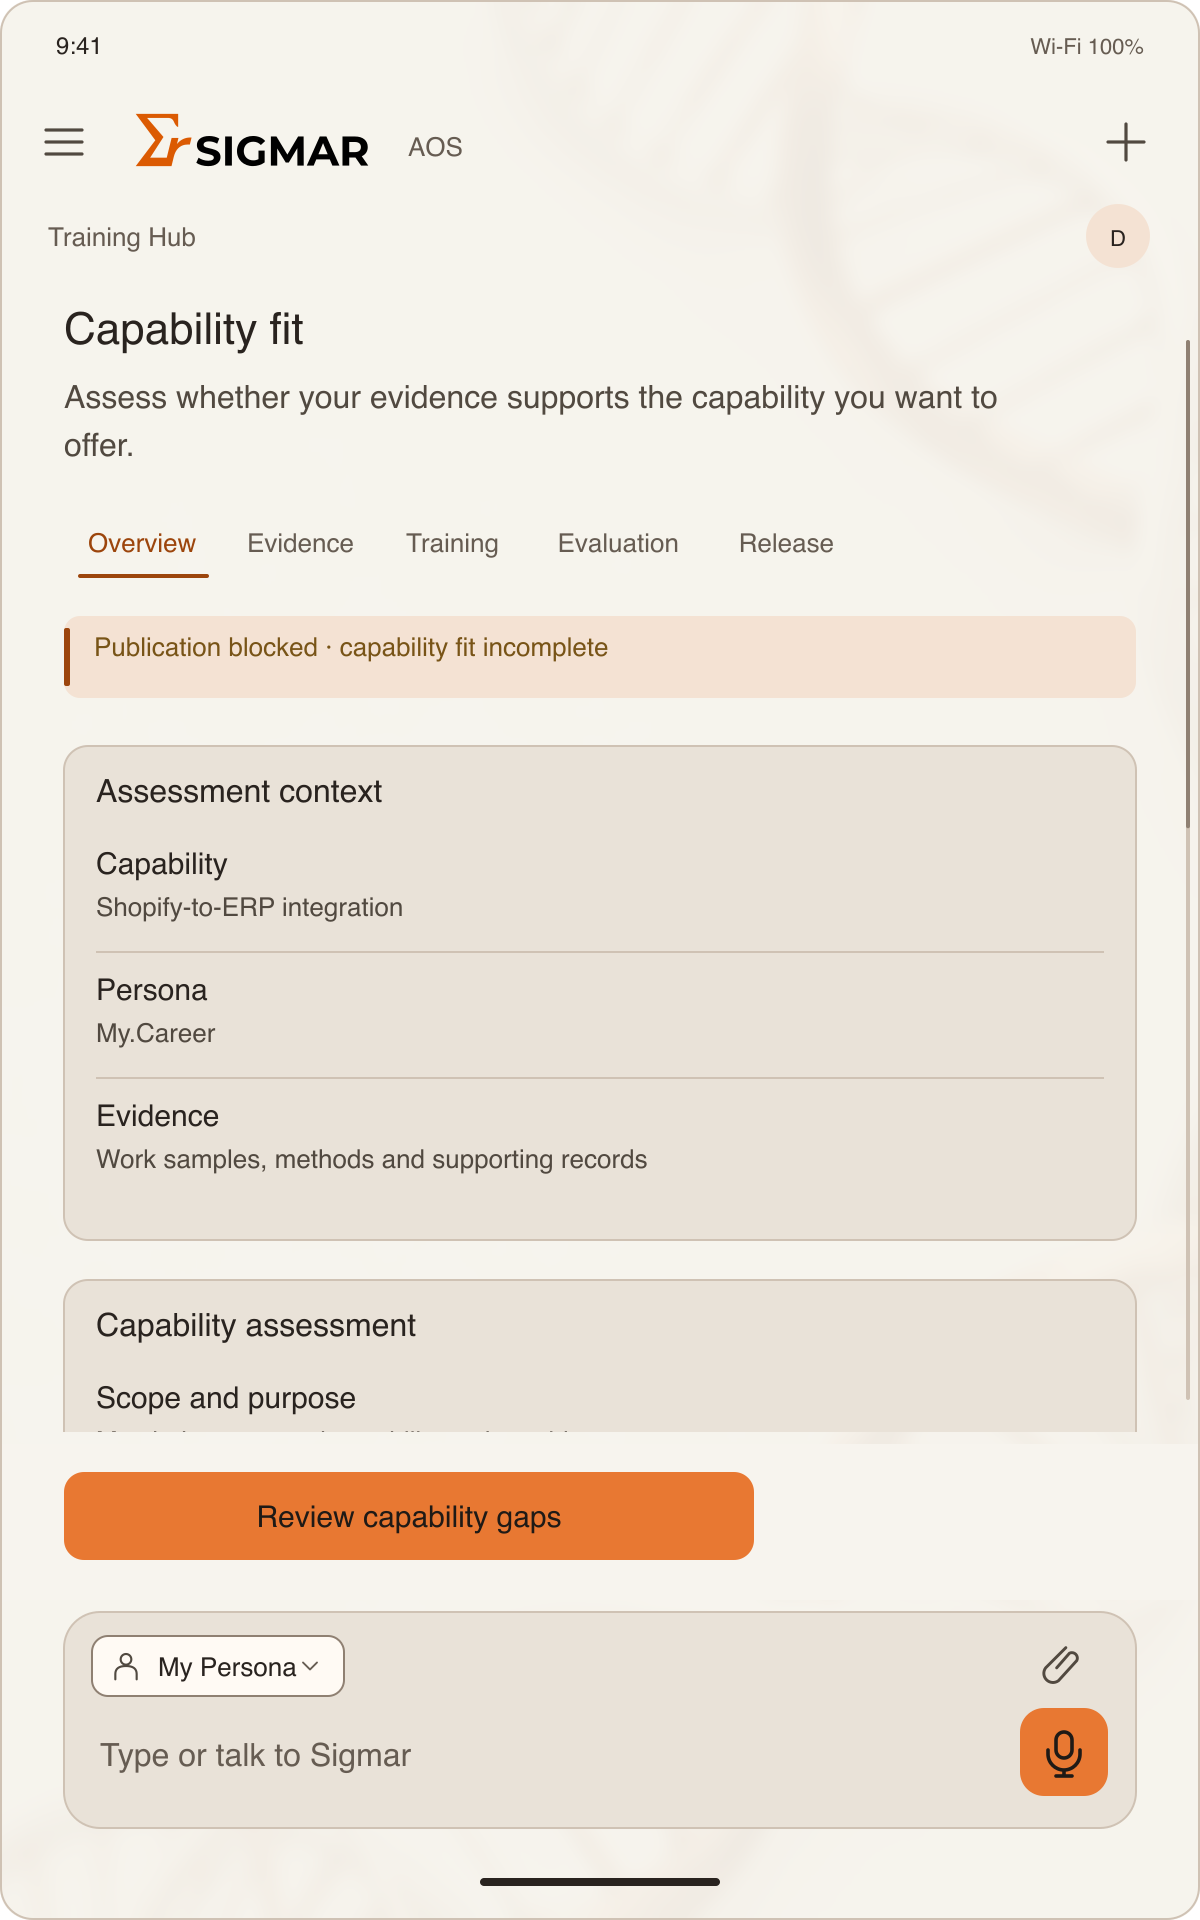 9:41
Wi-Fi 100%
Σr SIGMAR AOS
Training Hub
D
Capability fit
Assess whether your evidence supports the capability you want to
offer.
Overview Evidence Training Evaluation Release
Publication blocked · capability fit incomplete
Assessment context
Capability
Shopify-to-ERP integration
Persona
My.Career
Evidence
Work samples, methods and supporting records
Capability assessment
Scope and purpose
Review capability gaps
My Persona
Type or talk to Sigmar